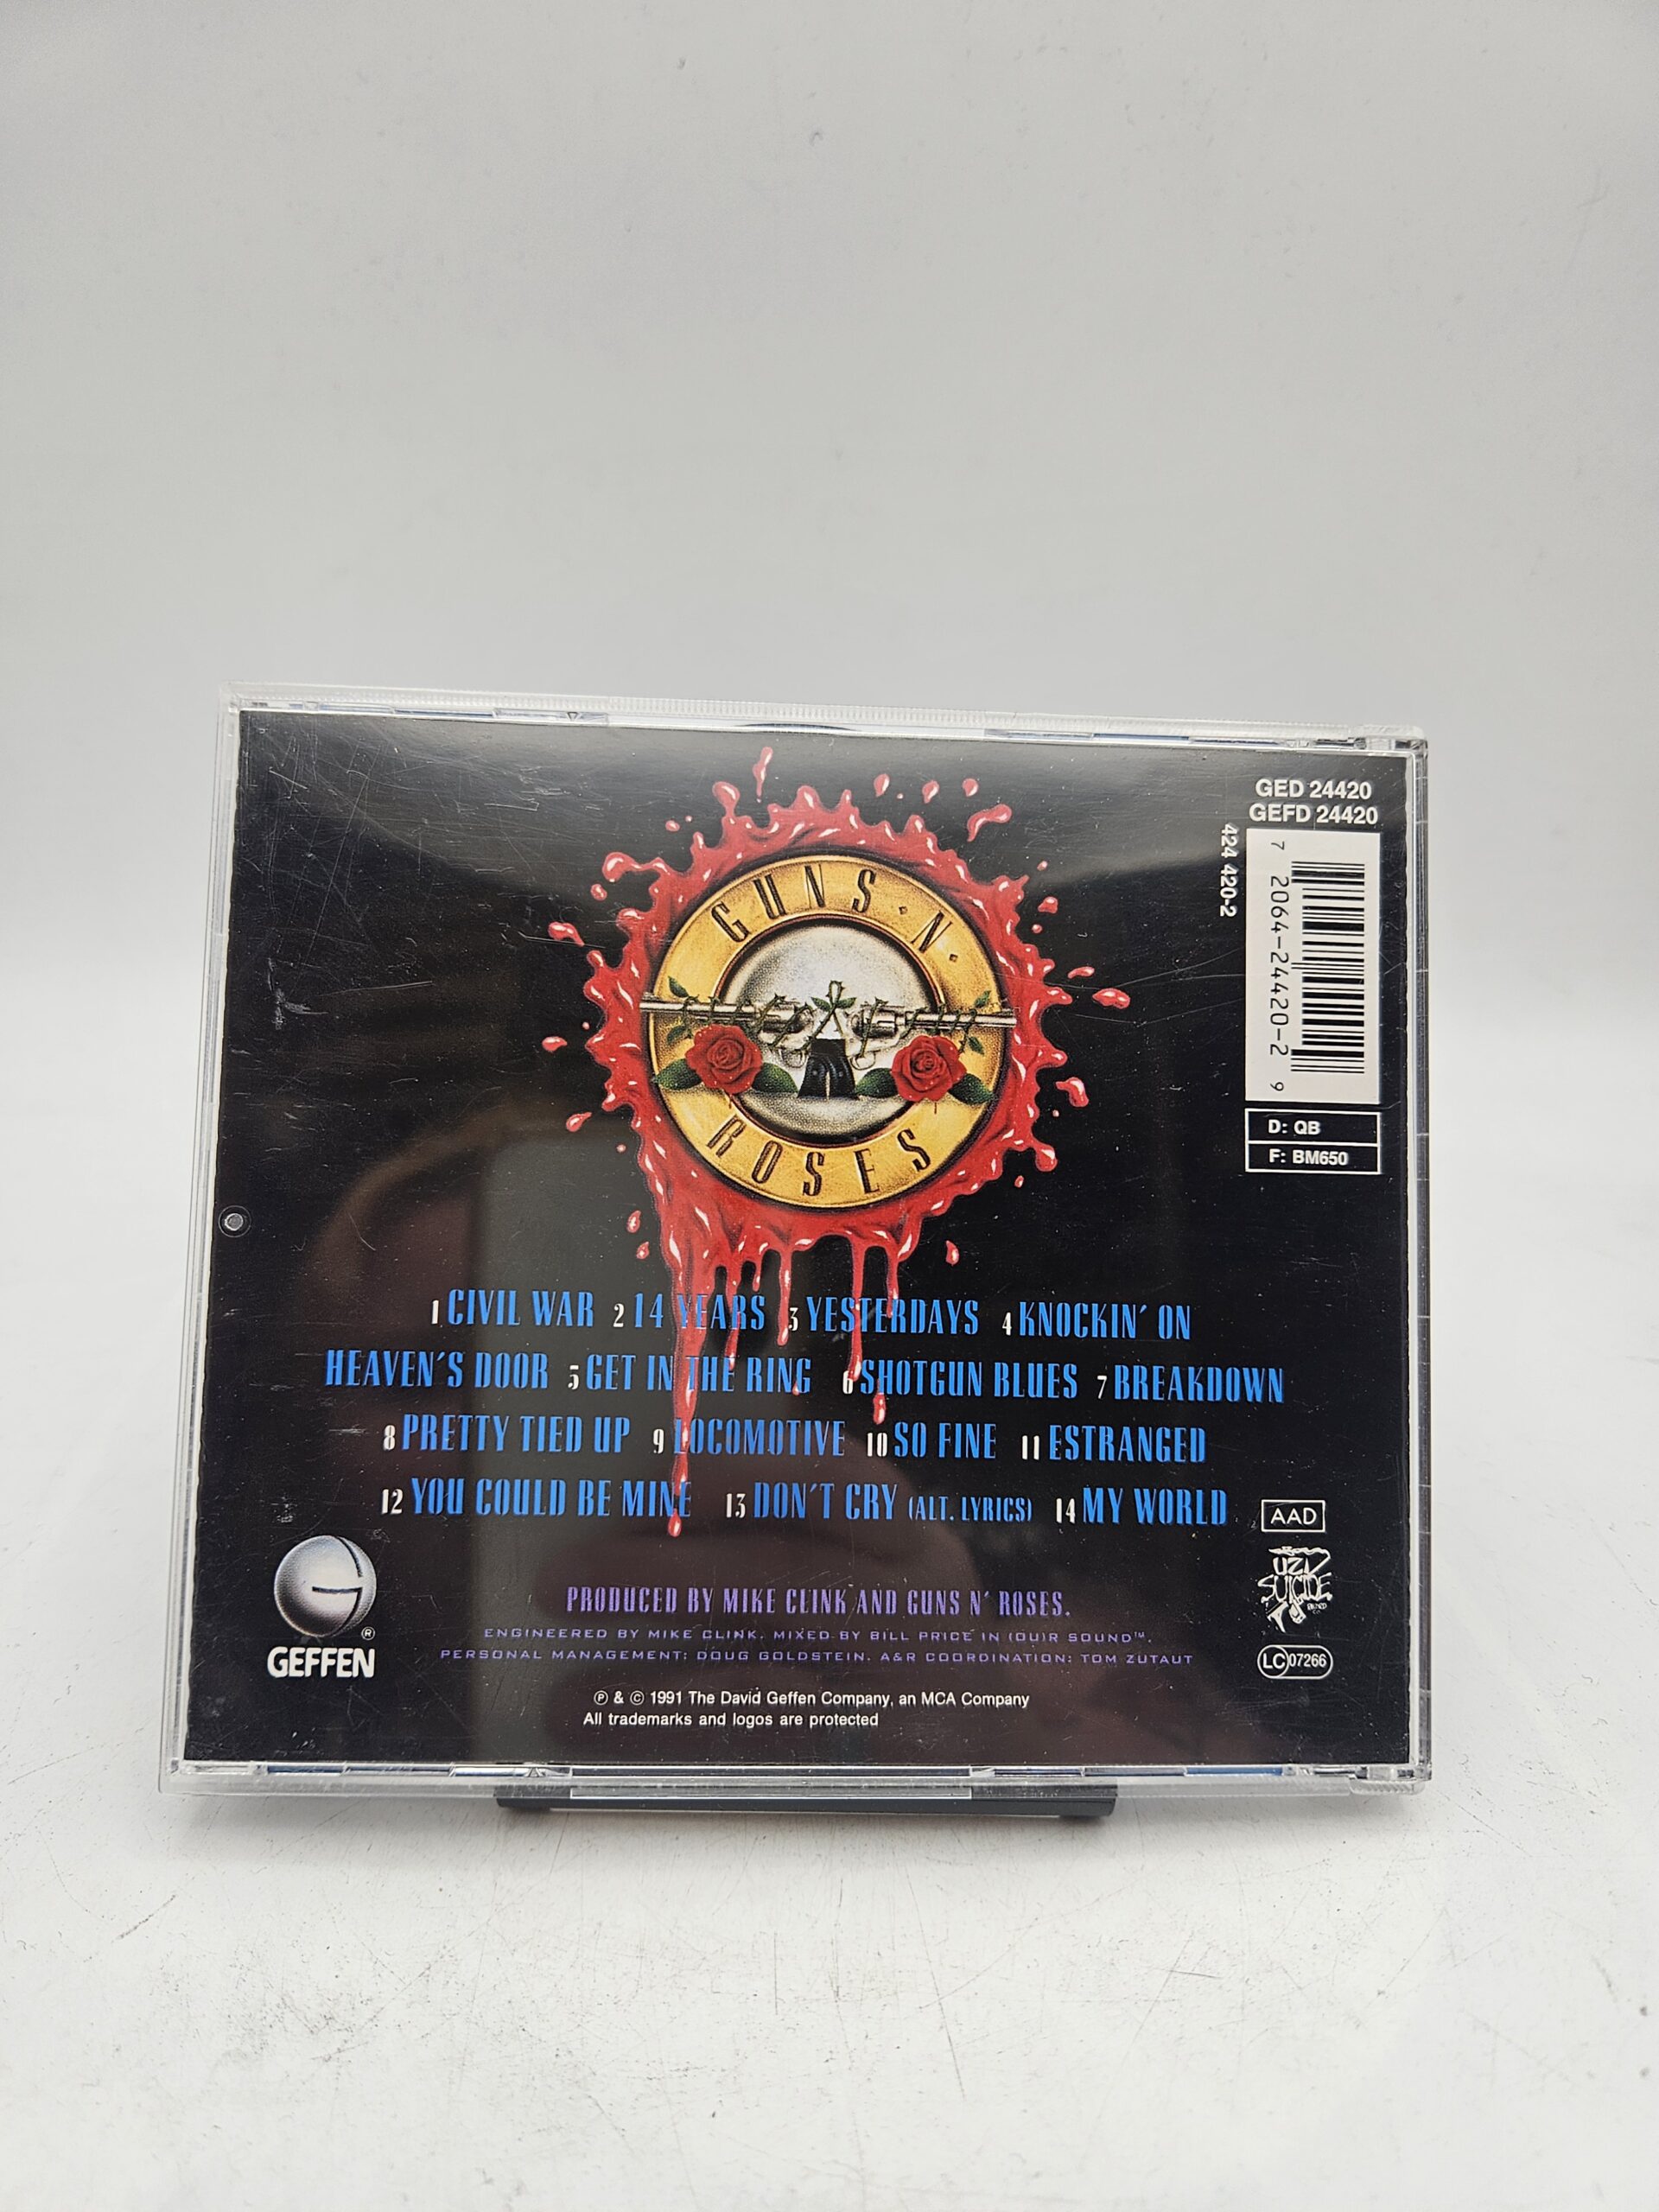 GED 24420
GEFD 24420
424 420-2
7 2064-24420-2 9
D: QB
F: BM650
GUNS · N ·
ROSES
1 CIVIL WAR 2 14 YEARS 3 YESTERDAYS 4 KNOCKIN' ON
HEAVEN'S DOOR 5 GET IN THE RING 6 SHOTGUN BLUES 7 BREAKDOWN
8 PRETTY TIED UP 9 LOCOMOTIVE 10 SO FINE 11 ESTRANGED
12 YOU COULD BE MINE 13 DON'T CRY (ALT. LYRICS) 14 MY WORLD
AAD
UZI
SUICIDE
GEFFEN ®
PRODUCED BY MIKE CLINK AND GUNS N' ROSES.
ENGINEERED BY MIKE CLINK. MIXED BY BILL PRICE IN (OU)R SOUND™.
PERSONAL MANAGEMENT: DOUG GOLDSTEIN. A&R COORDINATION: TOM ZUTAUT
LC 07266
℗ & © 1991 The David Geffen Company, an MCA Company
All trademarks and logos are protected